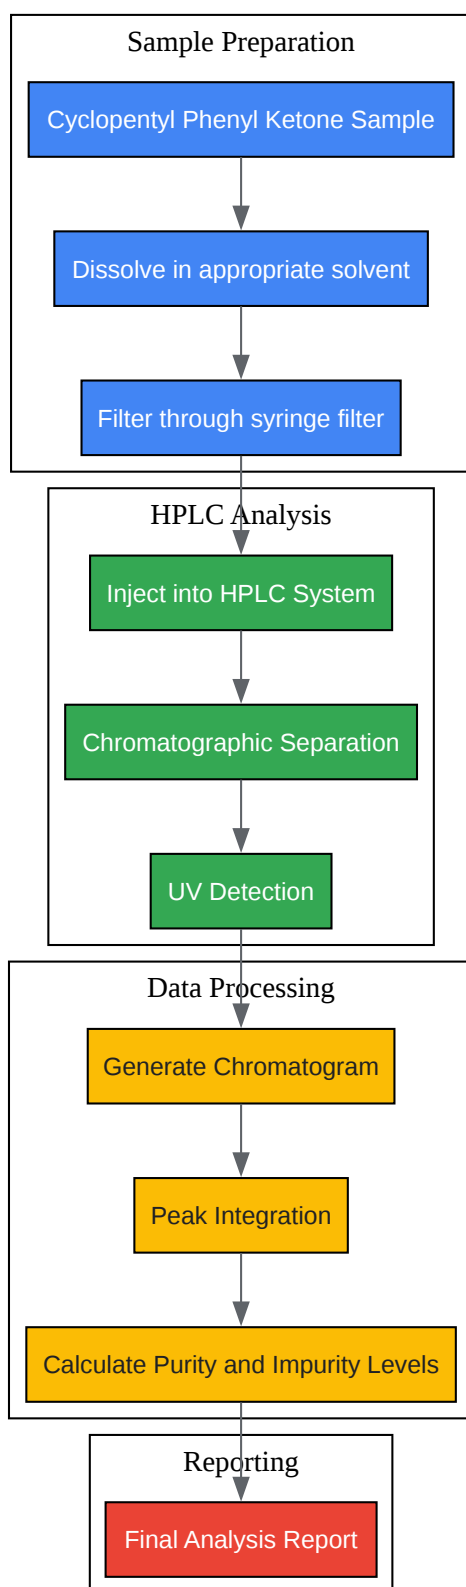 Sample Preparation
Cyclopentyl Phenyl Ketone Sample
Dissolve in appropriate solvent
Filter through syringe filter
HPLC Analysis
Inject into HPLC System
Chromatographic Separation
UV Detection
Data Processing
Generate Chromatogram
Peak Integration
Calculate Purity and Impurity Levels
Reporting
Final Analysis Report